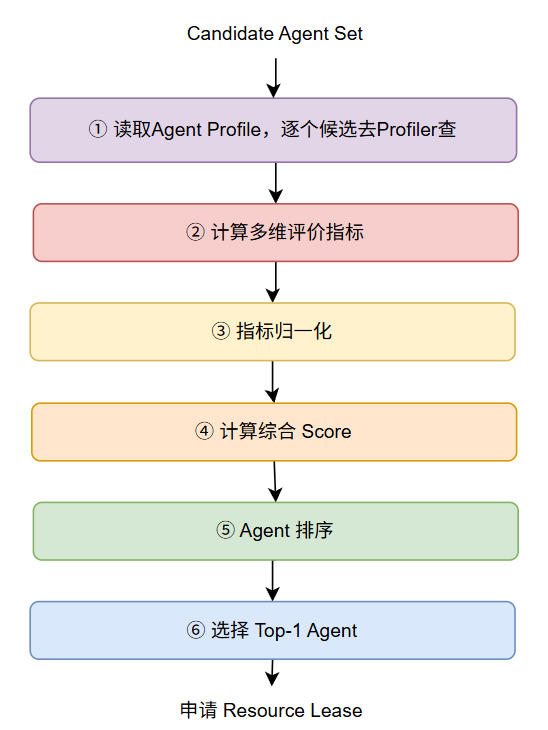 Candidate Agent Set
① 读取Agent Profile，逐个候选去Profiler查
② 计算多维评价指标
③ 指标归一化
④ 计算综合 Score
⑤ Agent 排序
⑥ 选择 Top-1 Agent
申请 Resource Lease